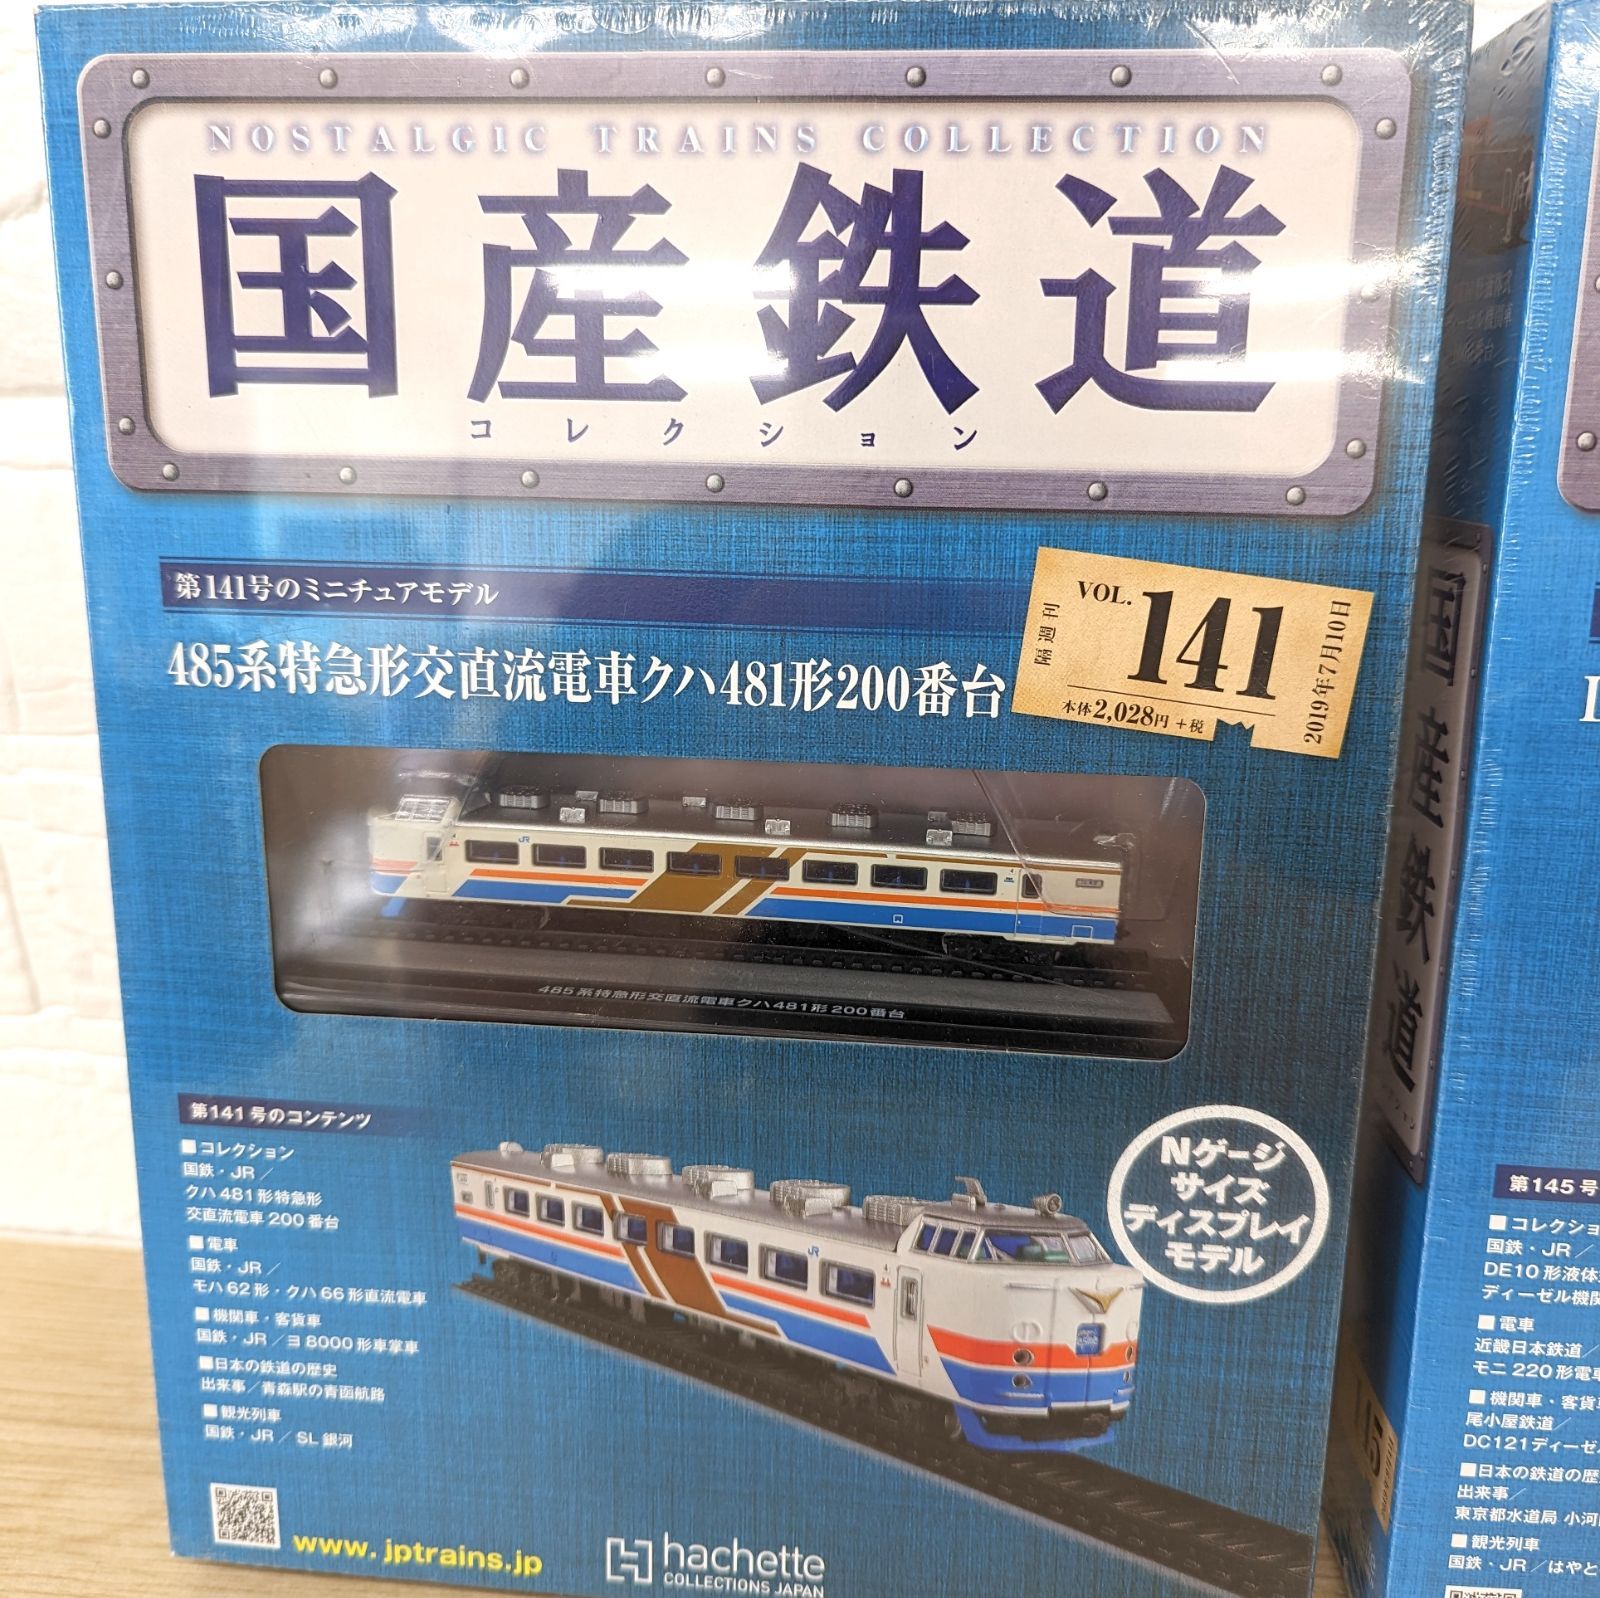 NOSTALGIC TRAINS COLLECTION
国産鉄道
コレクション
第141号のミニチュアモデル
485系特急形交直流電車クハ481形200番台
隔週刊
VOL. 141
2019年7月10日
本体2,028円+税
485系特急形交直流電車クハ481形200番台
第141号のコンテンツ
■コレクション
国鉄・JR/
クハ481形特急形
交直流電車200番台
■電車
国鉄・JR/
モハ62形・クハ66形直流電車
■機関車・客貨車
国鉄・JR/ヨ8000形車掌車
■日本の鉄道の歴史
出来事/青森駅の青函航路
■観光列車
国鉄・JR/SL銀河
Nゲージ
サイズ
ディスプレイ
モデル
JR
JR
www.jptrains.jp
hachette
COLLECTIONS JAPAN
国産鉄道
第145号
■コレクショ
国鉄・JR/
DE10形液体
ディーゼル機関
■電車
近畿日本鉄道/
モニ220形電車
■機関車・客貨
尾小屋鉄道/
DC121ディーゼ
■日本の鉄道の歴
出来事/
東京都水道局 小河
■観光列車
国鉄・JR/はやと